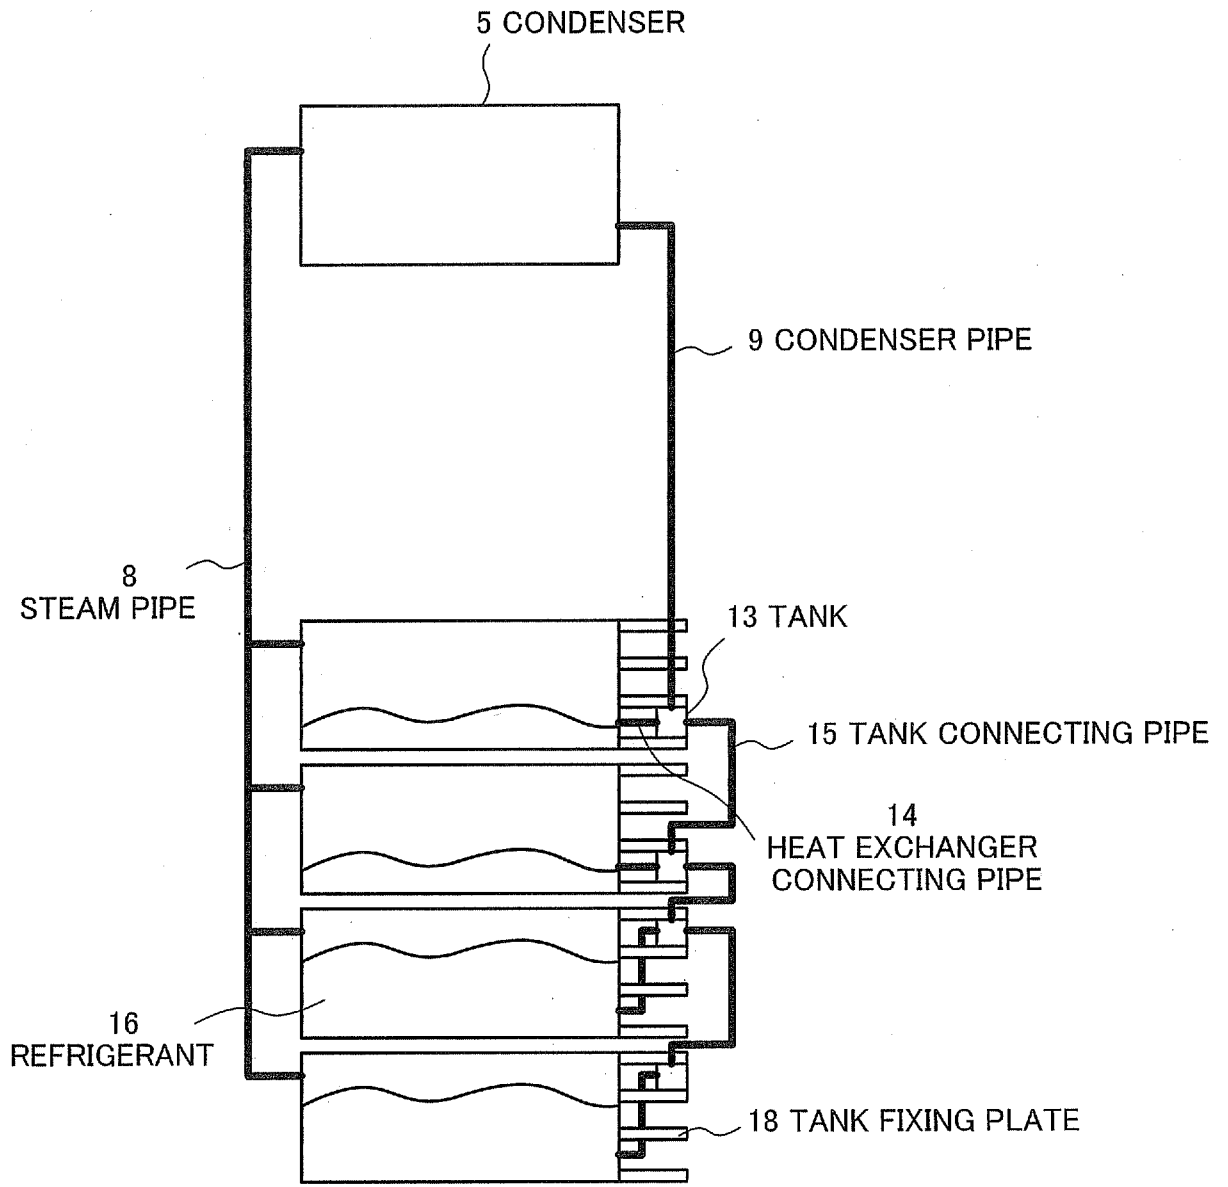 5 CONDENSER
9 CONDENSER PIPE
8
STEAM PIPE
13 TANK
15 TANK CONNECTING PIPE
14
HEAT EXCHANGER
CONNECTING PIPE
16
REFRIGERANT
18 TANK FIXING PLATE